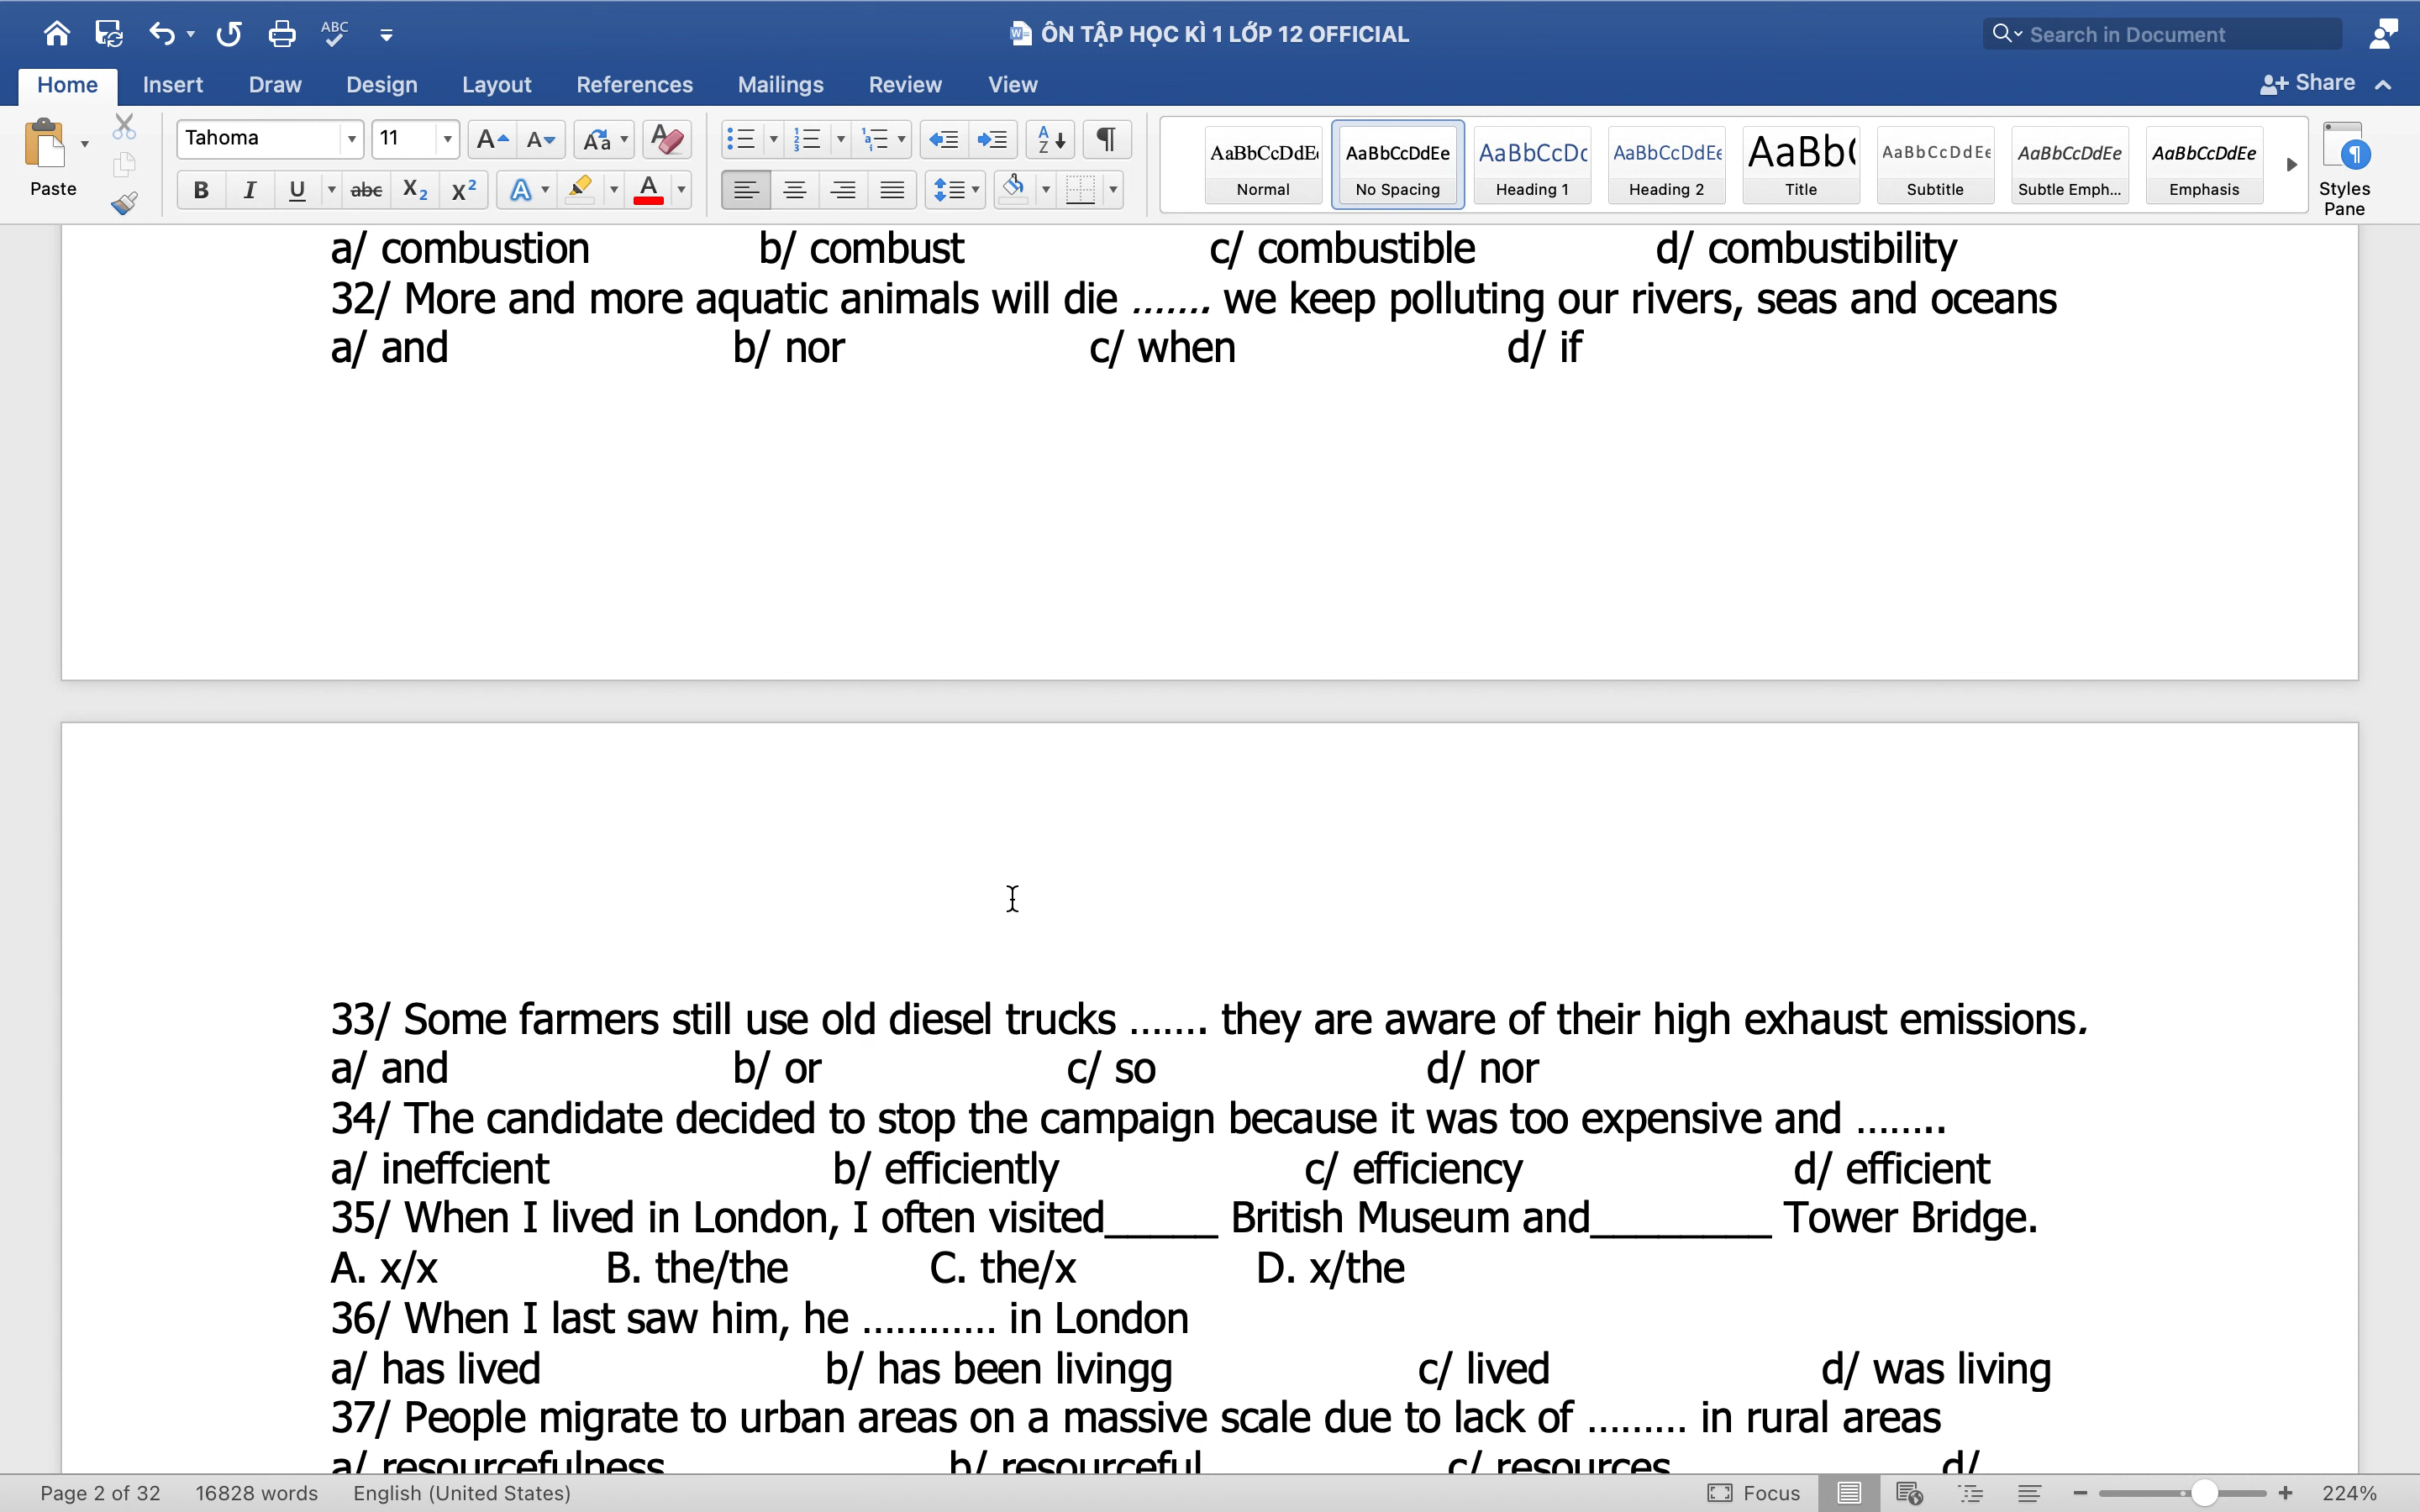 ABC
ÔN TẬP HỌC KÌ 1 LỚP 12 OFFICIAL
Search in Document
Home Insert Draw Design Layout References Mailings Review View Share
Paste
Tahoma 11
AaBbCcDdE AaBbCcDdEe AaBbCcDc AaBbCcDdEe AaBb( AaBbCcDdEe AaBbCcDdEe AaBbCcDdEe
Normal No Spacing Heading 1 Heading 2 Title Subtitle Subtle Emph... Emphasis
Styles Pane
a/ combustion b/ combust c/ combustible d/ combustibility
32/ More and more aquatic animals will die ....... we keep polluting our rivers, seas and oceans
a/ and b/ nor c/ when d/ if
33/ Some farmers still use old diesel trucks ....... they are aware of their high exhaust emissions.
a/ and b/ or c/ so d/ nor
34/ The candidate decided to stop the campaign because it was too expensive and ........
a/ ineffcient b/ efficiently c/ efficiency d/ efficient
35/ When I lived in London, I often visited_____ British Museum and________ Tower Bridge.
A. x/x B. the/the C. the/x D. x/the
36/ When I last saw him, he ............ in London
a/ has lived b/ has been livingg c/ lived d/ was living
37/ People migrate to urban areas on a massive scale due to lack of ......... in rural areas
a/ resourcefulness b/ resourceful c/ resources d/
Page 2 of 32 16828 words English (United States) Focus 224%